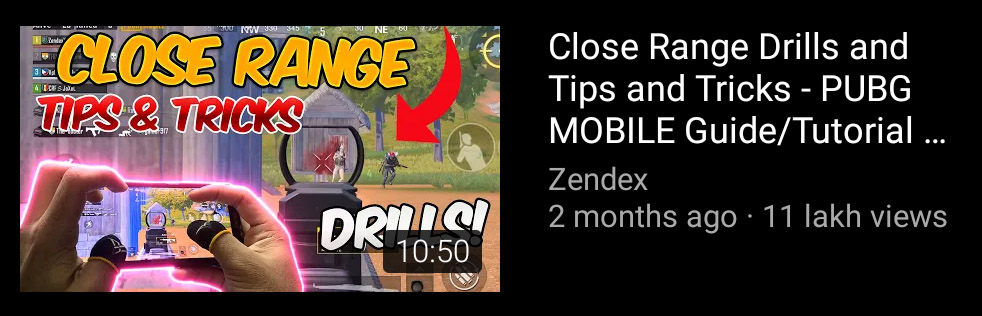 CLOSE RANGE
TIPS & TRICKS
DRILLS!
10:50
Close Range Drills and
Tips and Tricks - PUBG
MOBILE Guide/Tutorial ...
Zendex
2 months ago · 11 lakh views